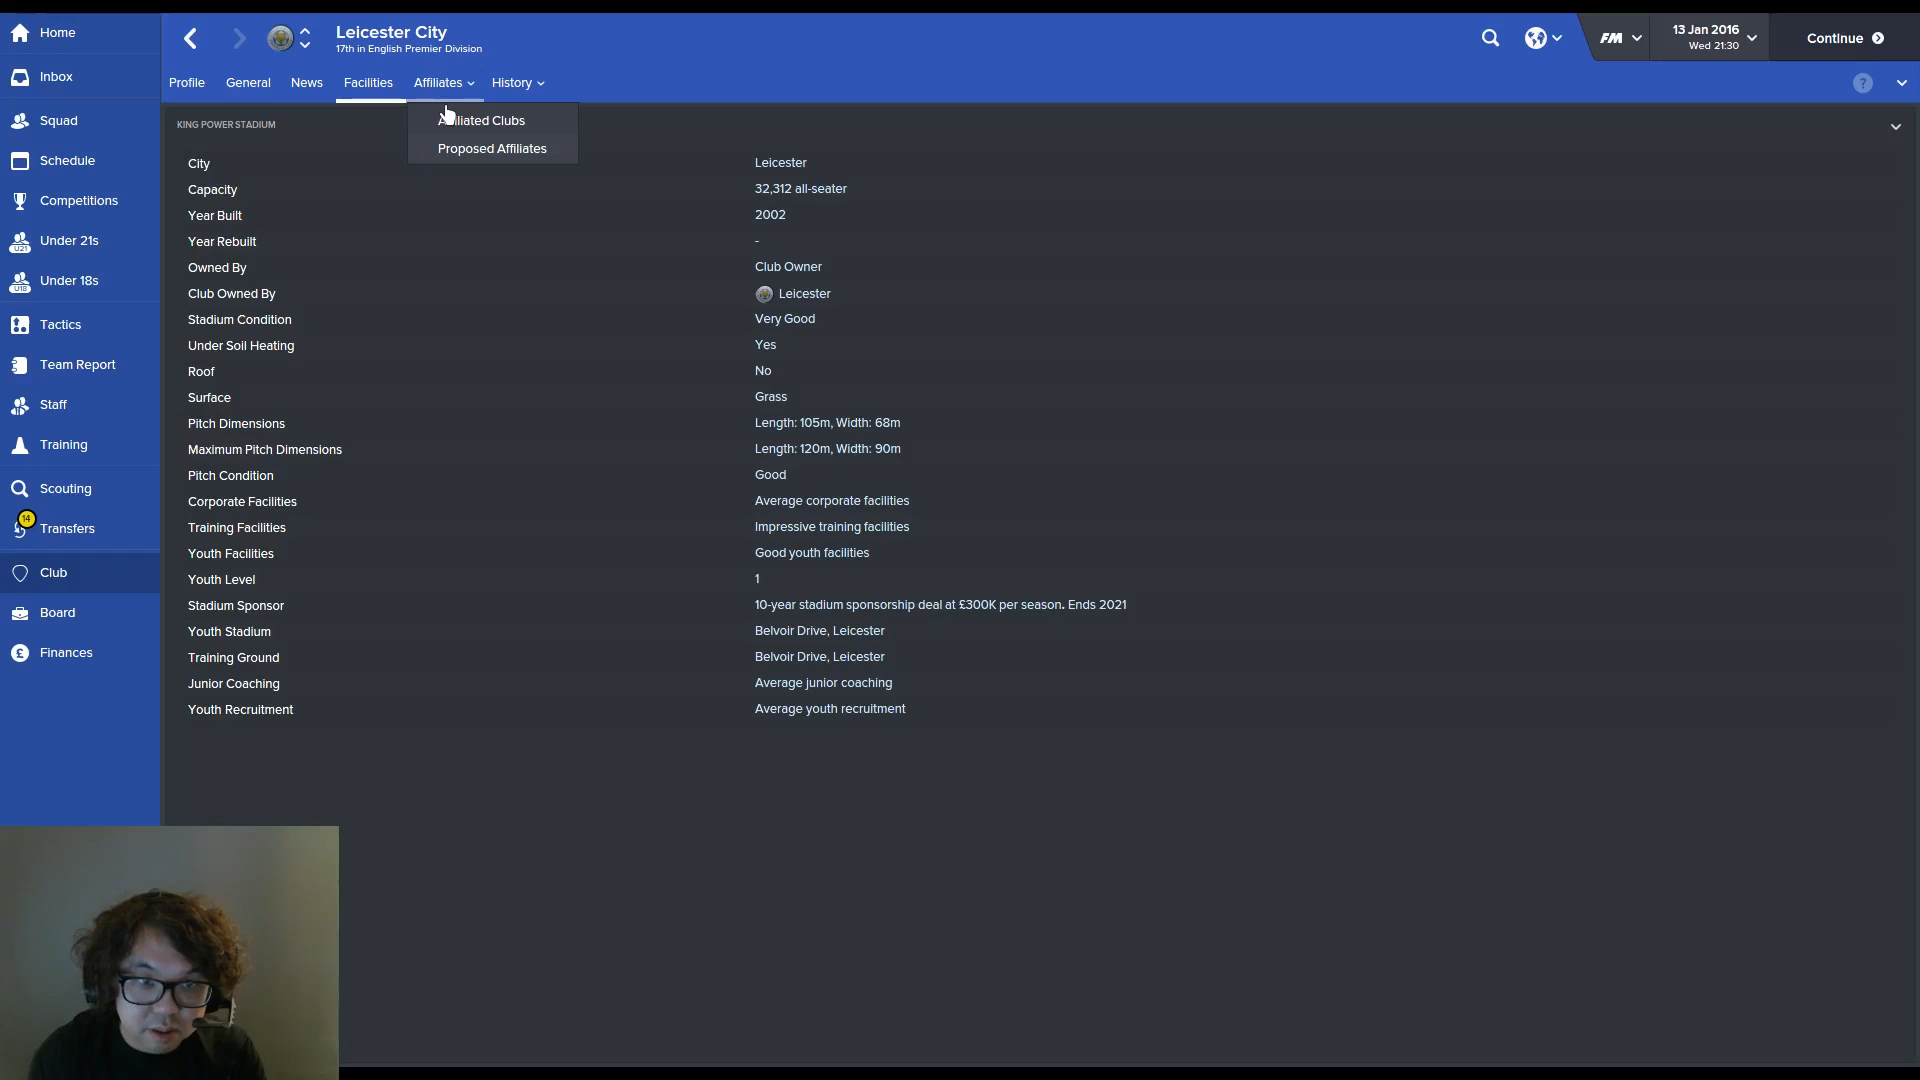 Home
Inbox
Squad
Schedule
Competitions
U21
Under 21s
U18
Under 18s
Tactics
Team Report
Staff
Training
Scouting
14
Transfers
Club
Board
£
Finances
Leicester City
17th in English Premier Division
FM
13 Jan 2016
Wed 21:30
Continue
Profile General News Facilities Affiliates History
?
Clubs
Proposed Affiliates
KING POWER STADIUM
City Leicester
Capacity 32,312 all-seater
Year Built 2002
Year Rebuilt -
Owned By Club Owner
Club Owned By Leicester
Stadium Condition Very Good
Under Soil Heating Yes
Roof No
Surface Grass
Pitch Dimensions Length: 105m, Width: 68m
Maximum Pitch Dimensions Length: 120m, Width: 90m
Pitch Condition Good
Corporate Facilities Average corporate facilities
Training Facilities Impressive training facilities
Youth Facilities Good youth facilities
Youth Level 1
Stadium Sponsor 10-year stadium sponsorship deal at £300K per season. Ends 2021
Youth Stadium Belvoir Drive, Leicester
Training Ground Belvoir Drive, Leicester
Junior Coaching Average junior coaching
Youth Recruitment Average youth recruitment